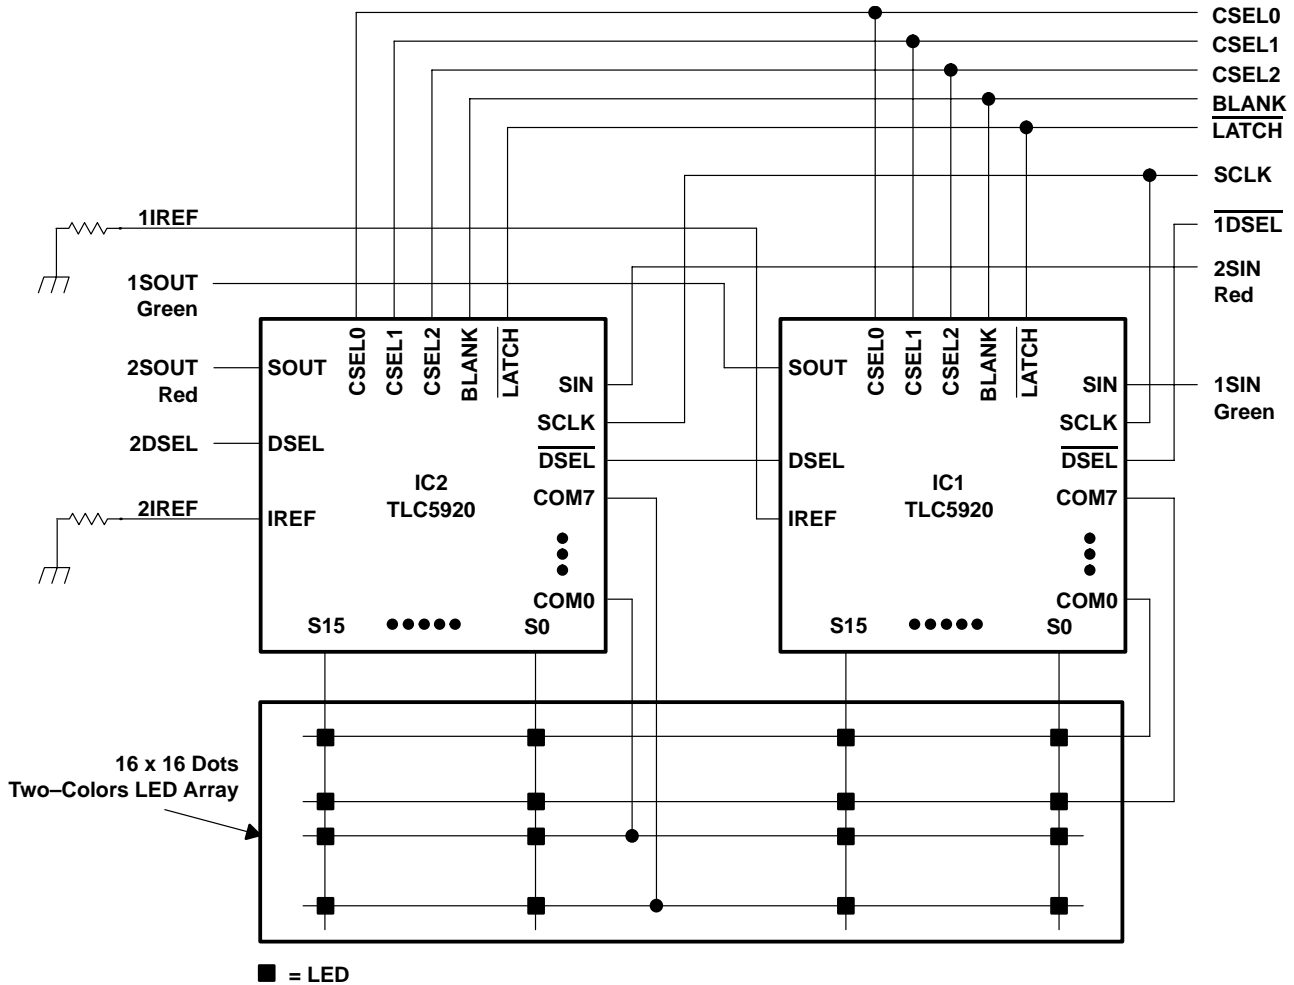 CSEL0
CSEL1
CSEL2
BLANK
LATCH
SCLK
1DSEL
2SIN
Red
1SIN
Green
1IREF
1SOUT
Green
2SOUT
Red
2DSEL
2IREF
CSEL0
CSEL1
CSEL2
BLANK
LATCH
SOUT
DSEL
IREF
SIN
SCLK
DSEL
COM7
COM0
IC2
TLC5920
S15
S0
CSEL0
CSEL1
CSEL2
BLANK
LATCH
SOUT
DSEL
IREF
SIN
SCLK
DSEL
COM7
COM0
IC1
TLC5920
S15
S0
16 x 16 Dots
Two–Colors LED Array
= LED